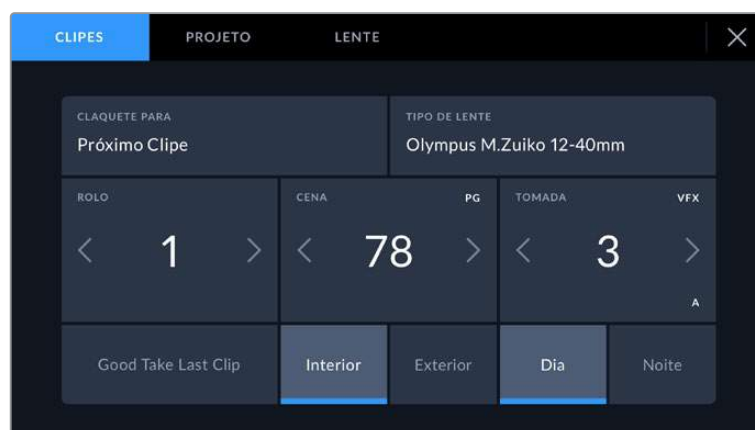 CLIPES PROJETO LENTE
CLAQUETE PARA TIPO DE LENTE
Próximo Clipe Olympus M.Zuiko 12-40mm
ROLO CENA PG TOMADA VFX
1 78 3
A
Good Take Last Clip Interior Exterior Dia Noite